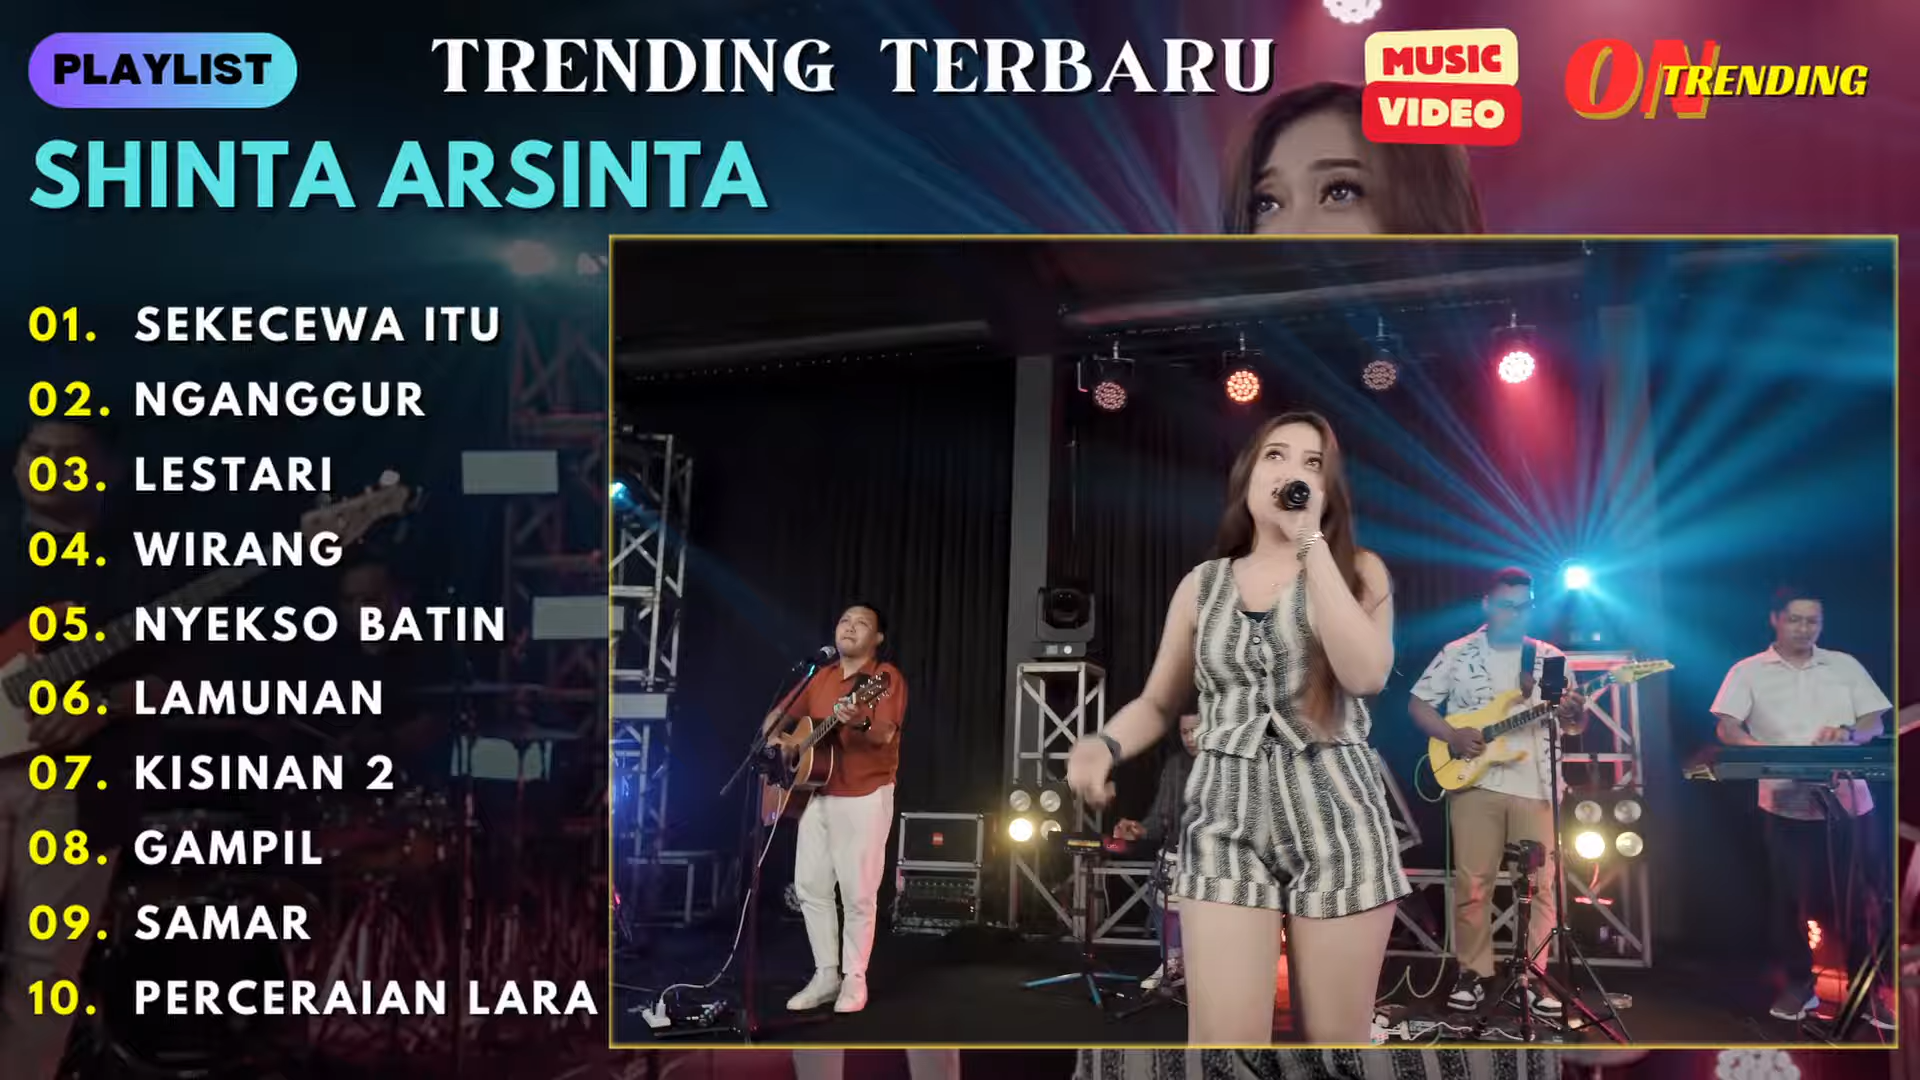 PLAYLIST
TRENDING TERBARU
MUSIC
VIDEO
ON TRENDING
SHINTA ARSINTA
01. SEKECEWA ITU
02. NGANGGUR
03. LESTARI
04. WIRANG
05. NYEKSO BATIN
06. LAMUNAN
07. KISINAN 2
08. GAMPIL
09. SAMAR
10. PERCERAIAN LARA